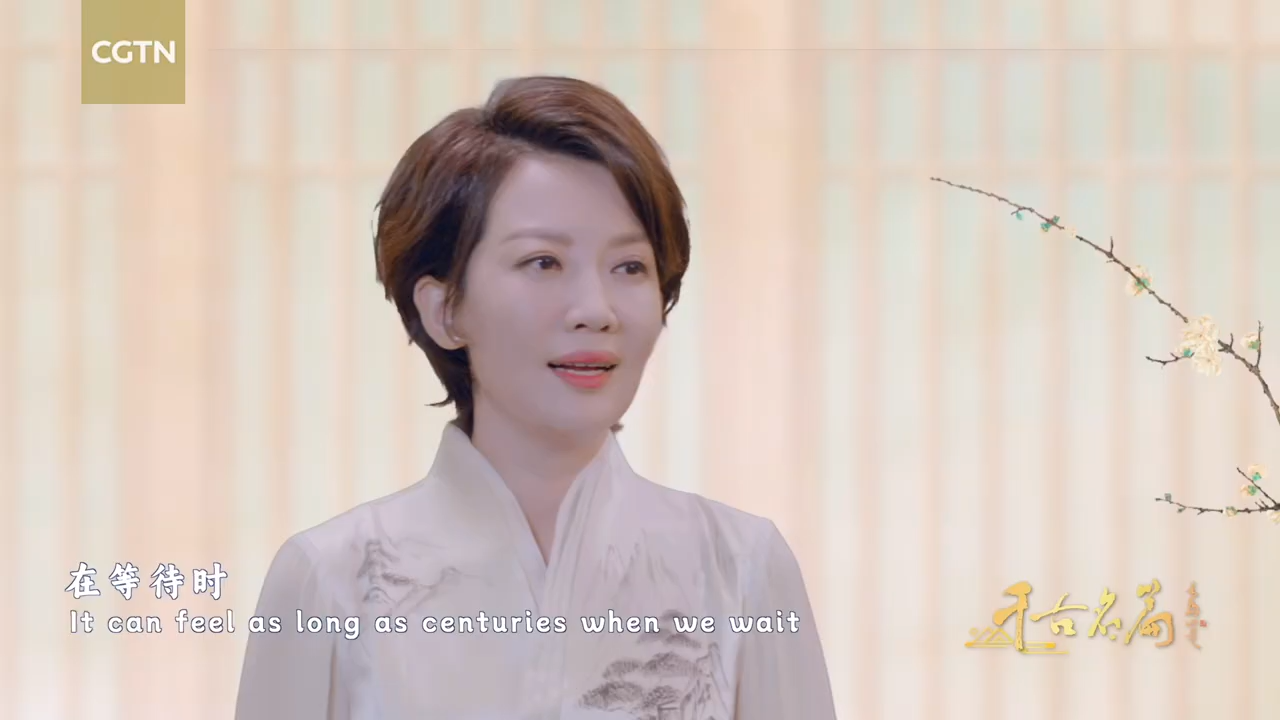 CGTN
在等待时
It can feel as long as centuries when we wait
千古名篇